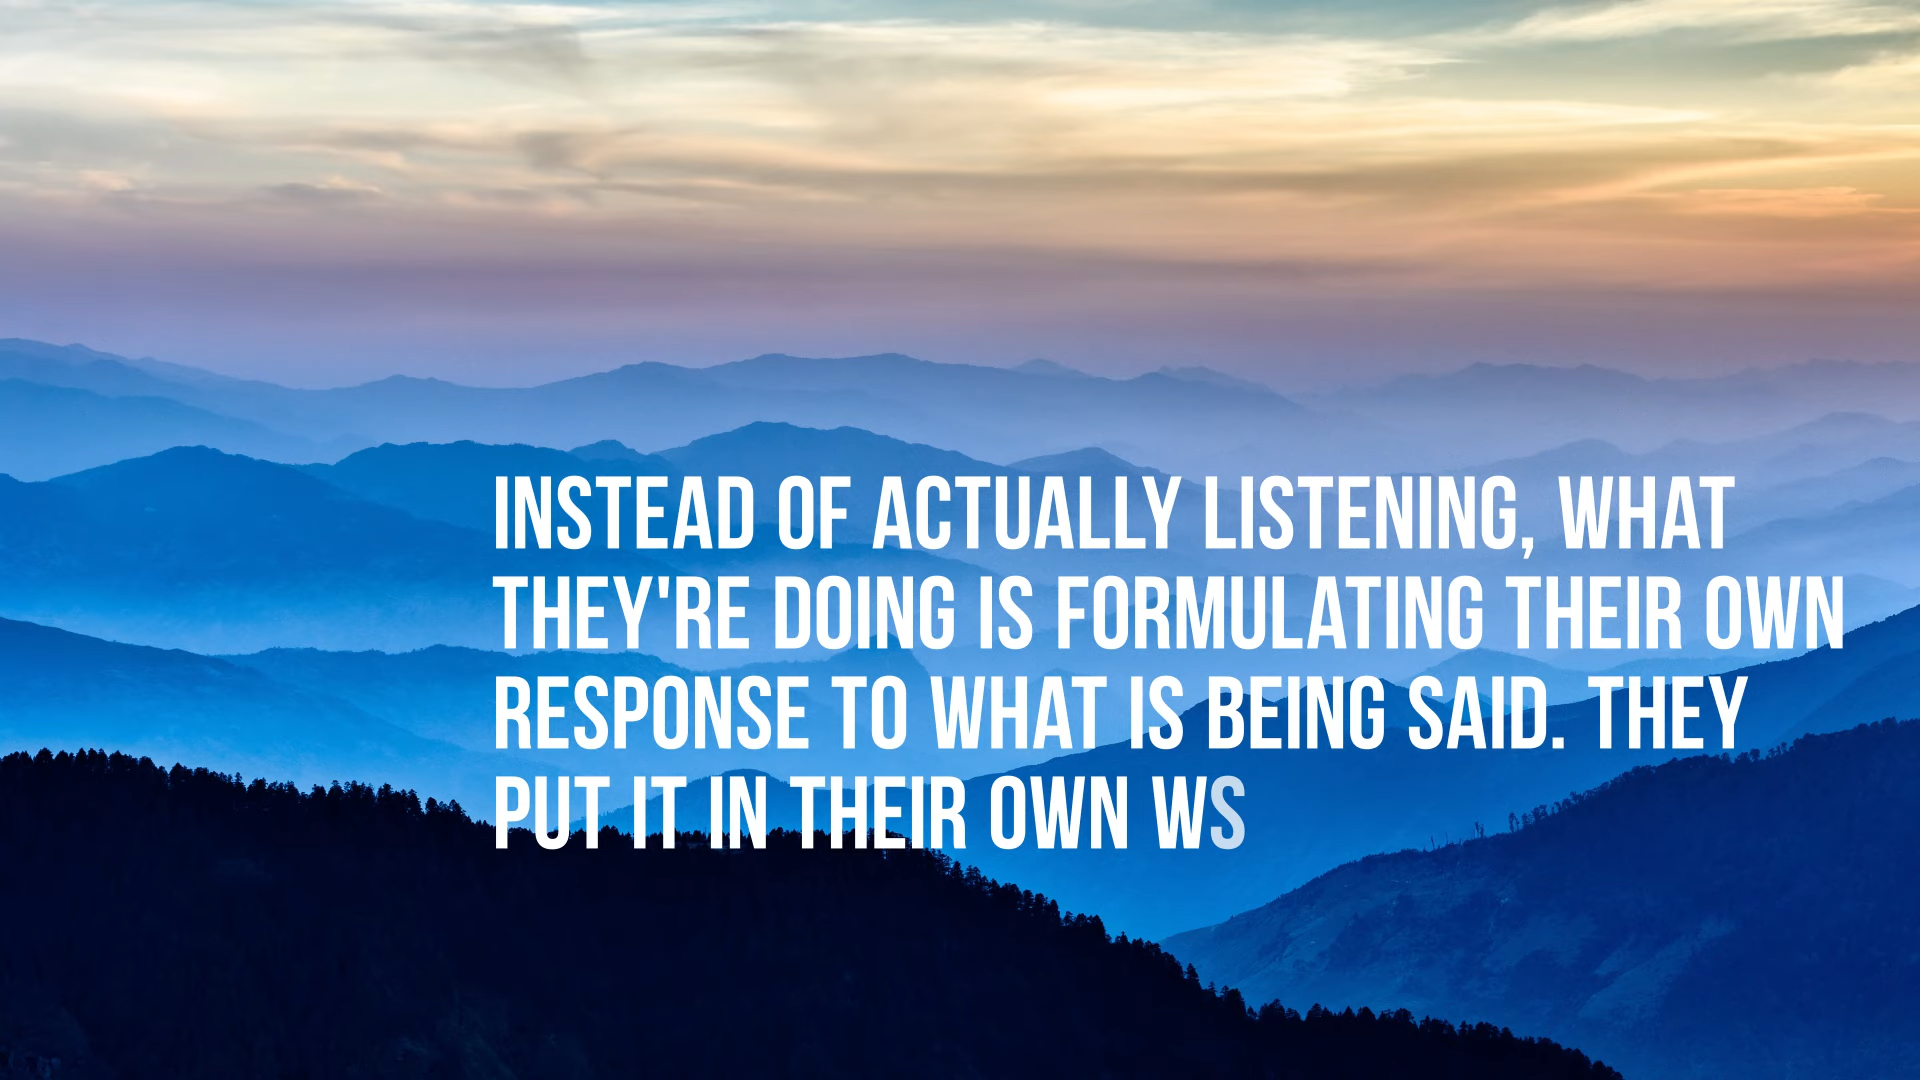 INSTEAD OF ACTUALLY LISTENING, WHAT
THEY'RE DOING IS FORMULATING THEIR OWN
RESPONSE TO WHAT IS BEING SAID. THEY
PUT IT IN THEIR OWN WS